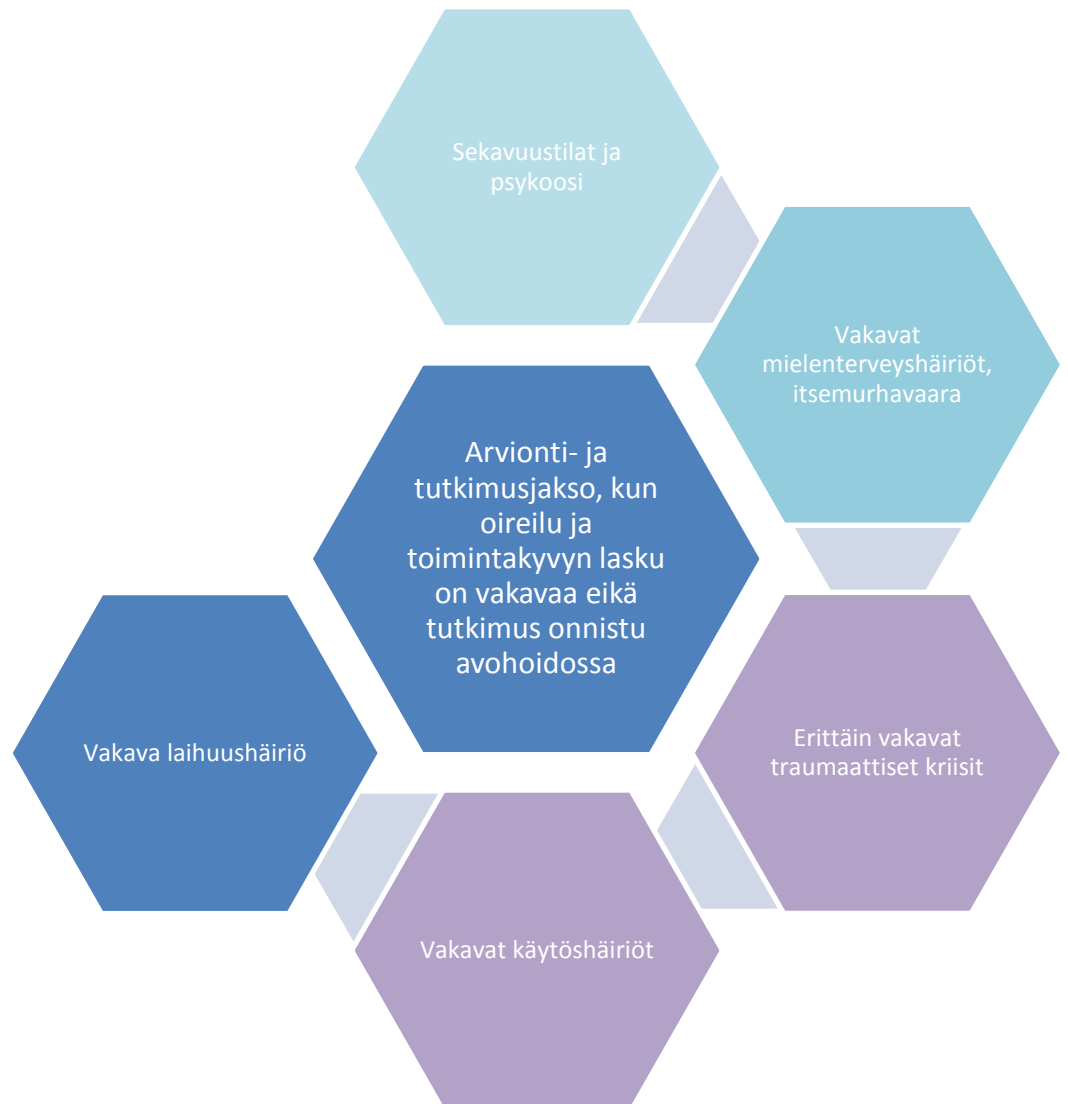 Sekavuustilat ja
psykoosi
Vakavat
mielenterveyshäiriöt,
itsemurhavaara
Arvionti- ja
tutkimusjakso, kun
oireilu ja
toimintakyvyn lasku
on vakavaa eikä
tutkimus onnistu
avohoidossa
Erittäin vakavat
traumaattiset kriisit
Vakava laihuushäiriö
Vakavat käytöshäiriöt